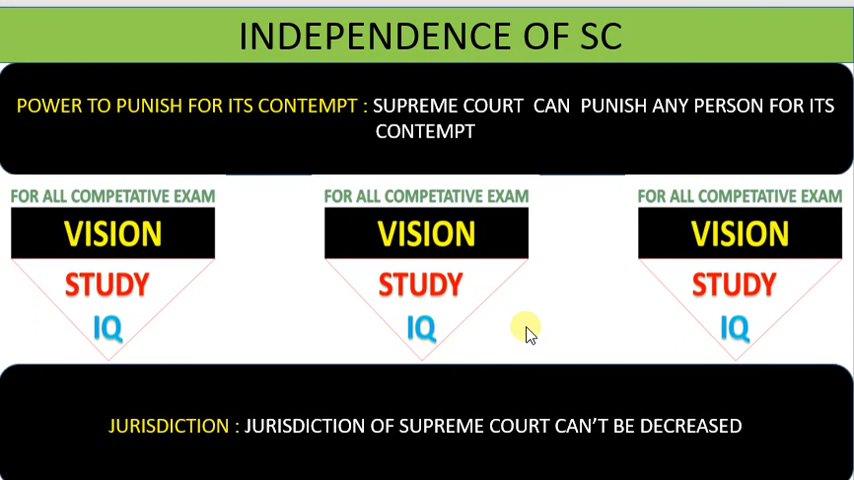 INDEPENDENCE OF SC
POWER TO PUNISH FOR ITS CONTEMPT : SUPREME COURT CAN PUNISH ANY PERSON FOR ITS
CONTEMPT
FOR ALL COMPETATIVE EXAM
VISION
STUDY
IQ
FOR ALL COMPETATIVE EXAM
VISION
STUDY
IQ
FOR ALL COMPETATIVE EXAM
VISION
STUDY
IQ
JURISDICTION : JURISDICTION OF SUPREME COURT CAN’T BE DECREASED